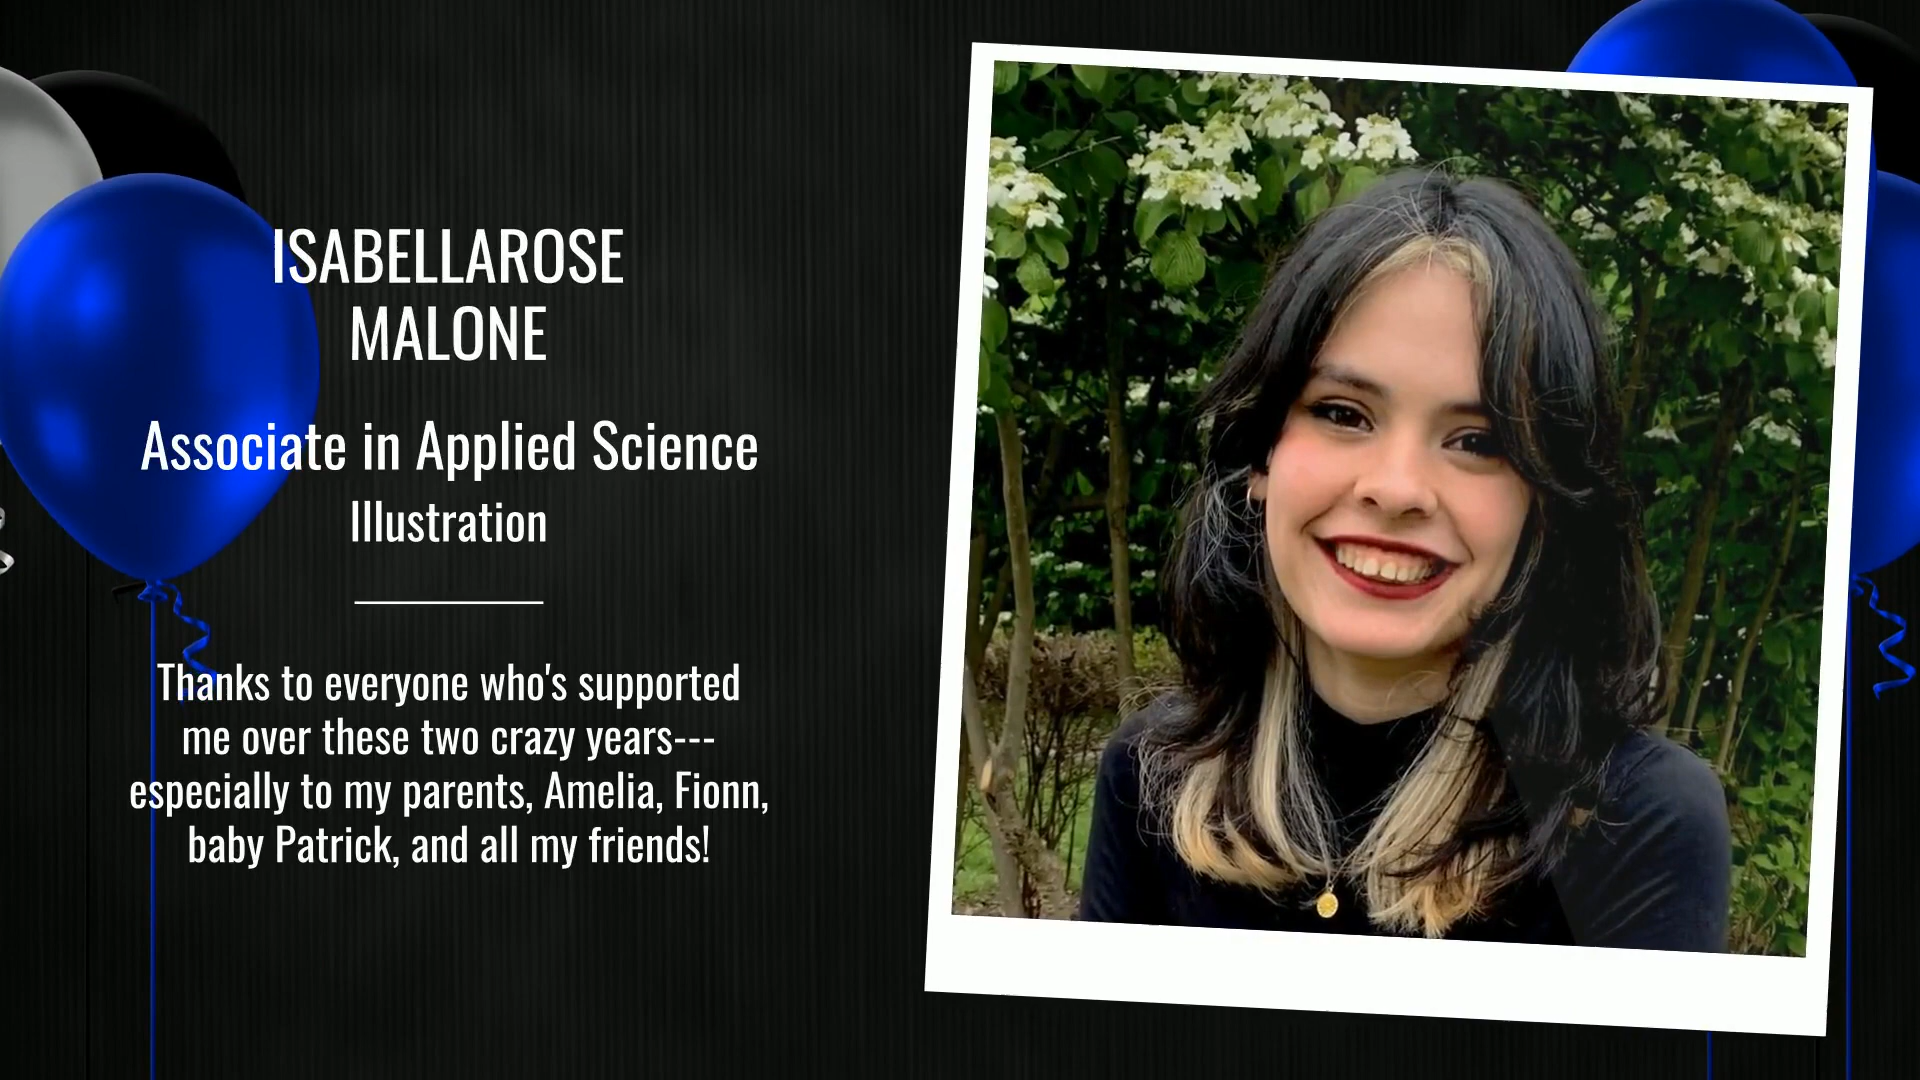 ISABELLAROSE
MALONE
Associate in Applied Science
Illustration
Thanks to everyone who's supported
me over these two crazy years---
especially to my parents, Amelia, Fionn,
baby Patrick, and all my friends!